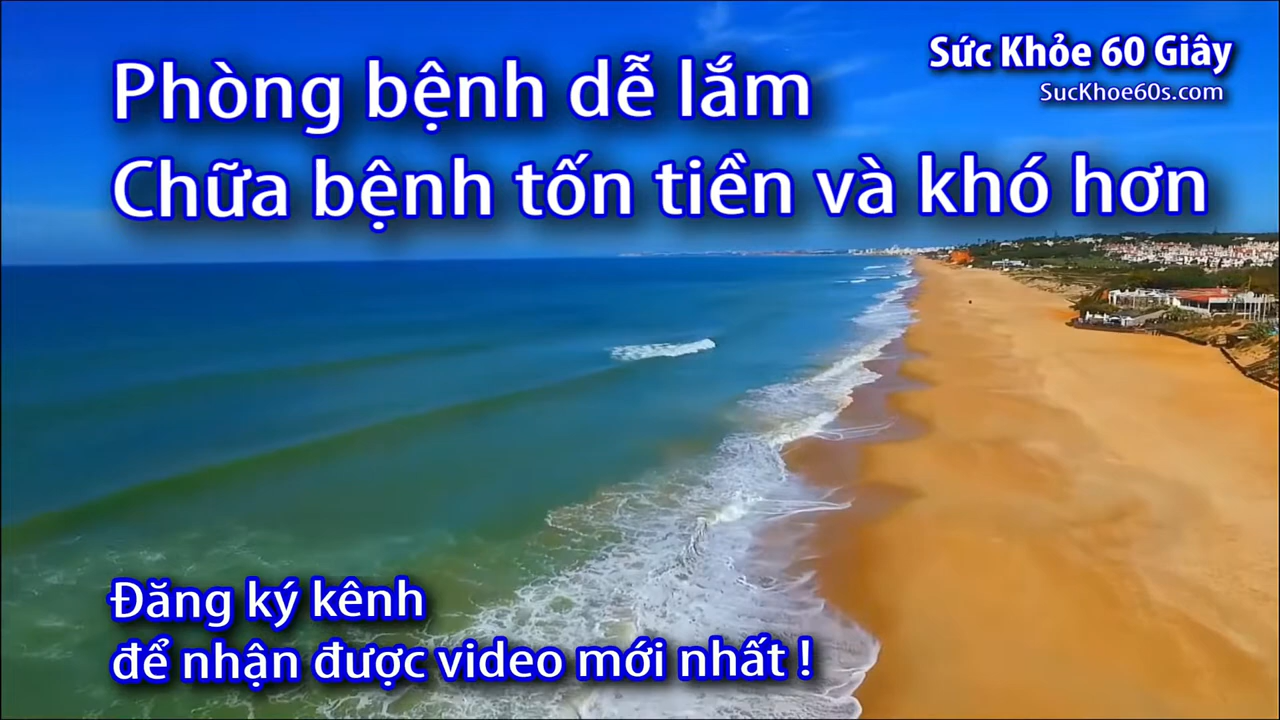 Sức Khỏe 60 Giây
SucKhoe60s.com
Phòng bệnh dễ lắm
Chữa bệnh tốn tiền và khó hơn
Đăng ký kênh
để nhận được video mới nhất !